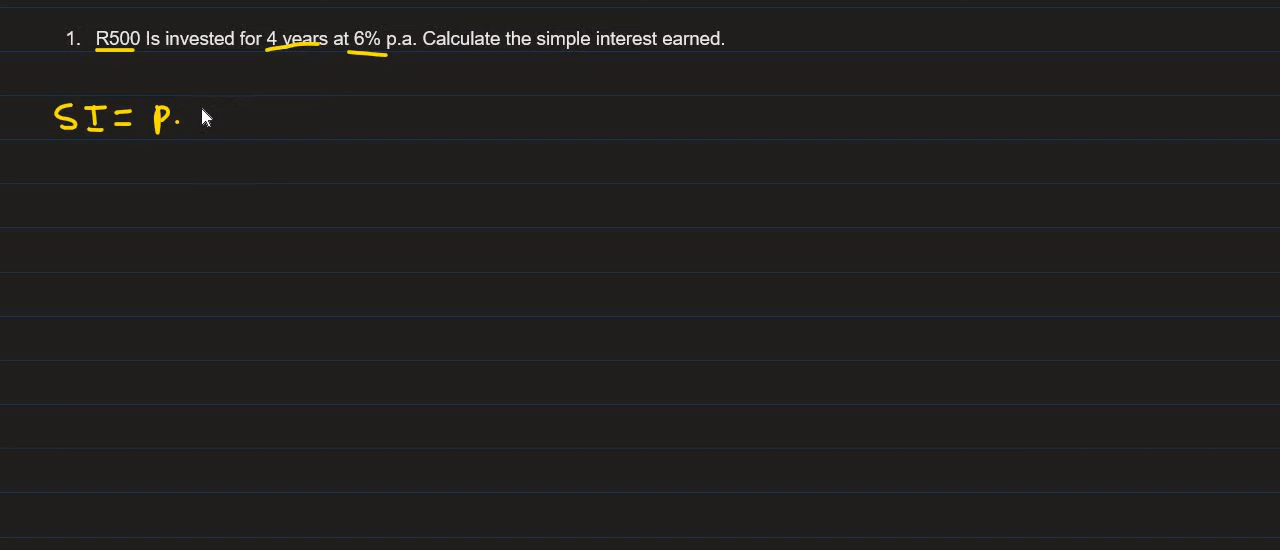 1. R500 Is invested for 4 years at 6% p.a. Calculate the simple interest earned.
SI = P.